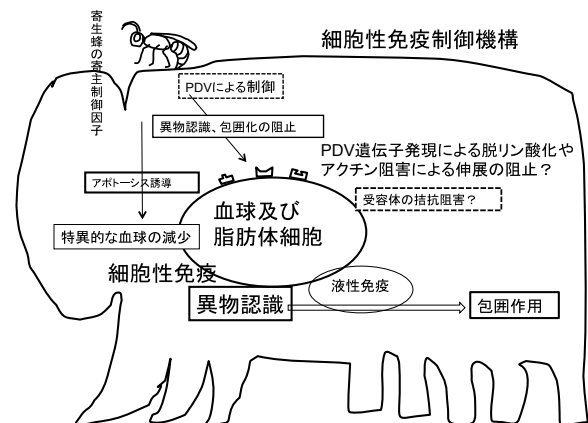 細胞性免疫制御機構
寄生蜂の寄主制御因子
PDVによる制御
異物認識、包囲化の阻止
PDV遺伝子発現による脱リン酸化や
アクチン阻害による伸展の阻止？
アポトーシス誘導
受容体の拮抗阻害？
血球及び
脂肪体細胞
特異的な血球の減少
細胞性免疫
液性免疫
異物認識
包囲作用